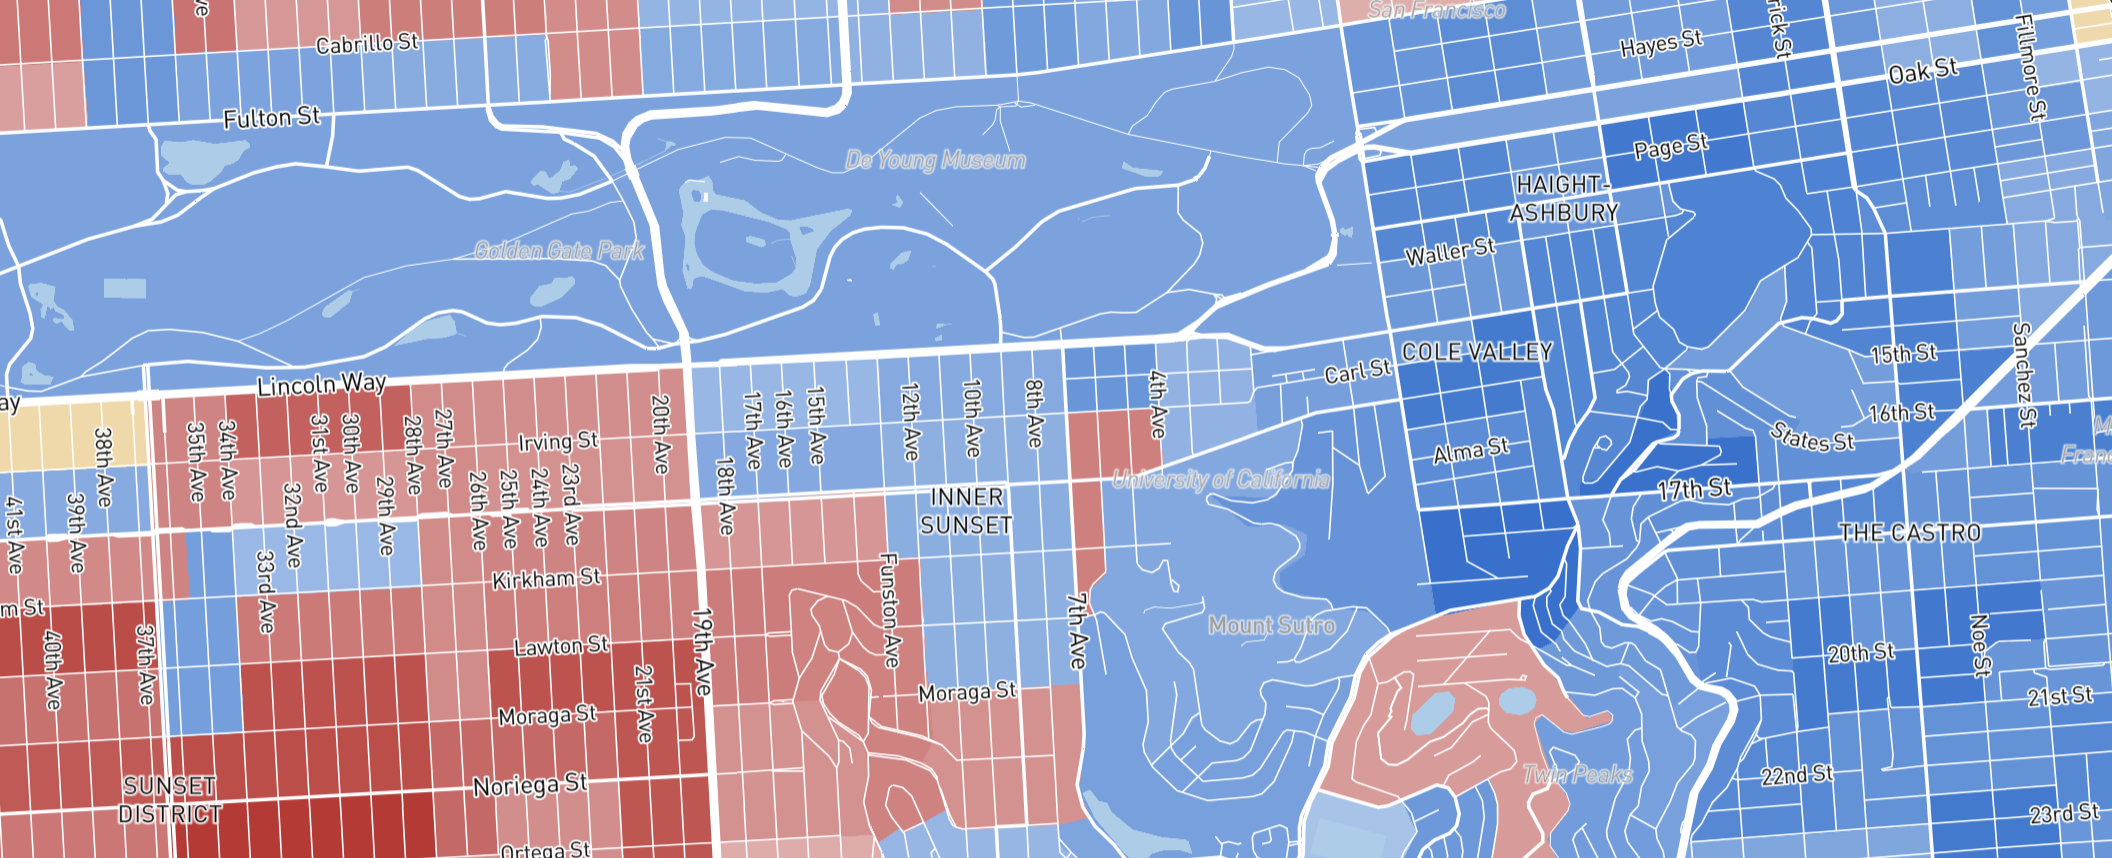 San Francisco
Cabrillo St
Hayes St
Fillmore St
Oak St
Fulton St
Page St
De Young Museum
HAIGHT-
ASHBURY
Golden Gate Park
Waller St
COLE VALLEY
15th St
Sanchez St
Carl St
Lincoln Way
4th Ave
8th Ave
10th Ave
12th Ave
15th Ave
16th Ave
17th Ave
20th Ave
16th St
States St
Irving St
27th Ave
28th Ave
30th Ave
31st Ave
34th Ave
35th Ave
38th Ave
Alma St
University of California
17th St
18th Ave
23rd Ave
24th Ave
25th Ave
26th Ave
29th Ave
32nd Ave
39th Ave
41st Ave
INNER
SUNSET
THE CASTRO
33rd Ave
Kirkham St
Funston Ave
7th Ave
Mount Sutro
Noe St
Lawton St
19th Ave
20th St
37th Ave
40th Ave
21st Ave
Moraga St
Moraga St
21st St
Twin Peaks
22nd St
Noriega St
SUNSET
DISTRICT
23rd St
Ortega St